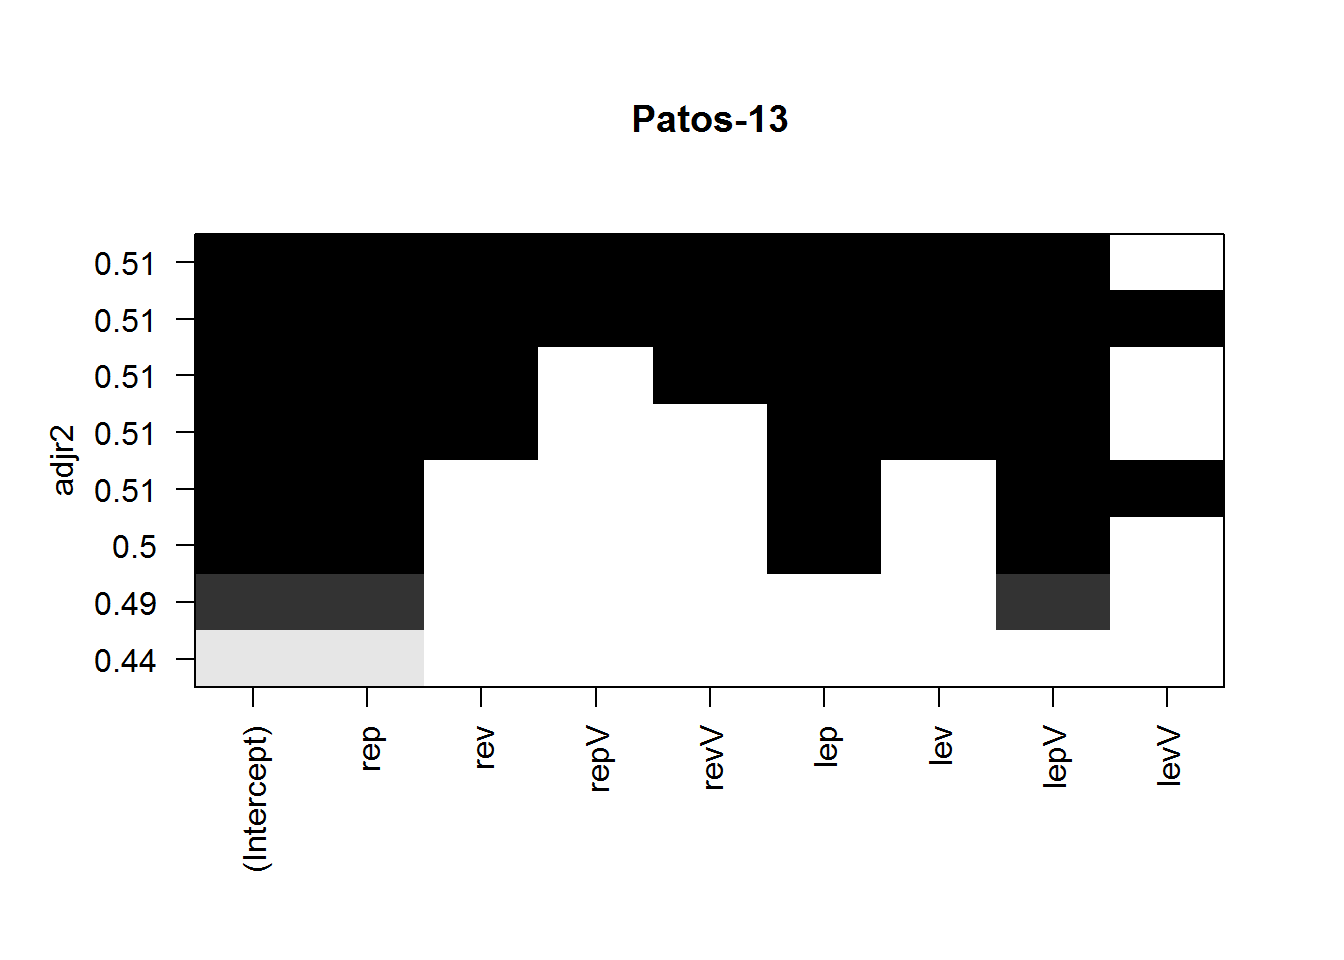 Patos-13
adjr2
0.51
0.51
0.51
0.51
0.51
0.5
0.49
0.44
(Intercept)
rep
rev
repV
revV
lep
lev
lepV
levV